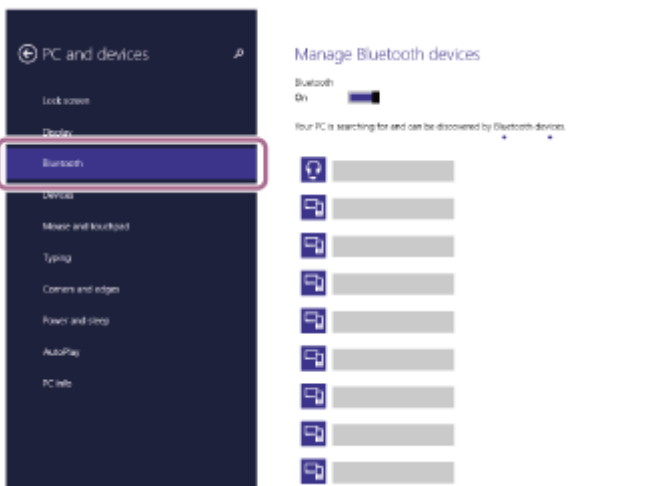 PC and devices
Lock screen
Display
Bluetooth
Devices
Mouse and touchpad
Typing
Corners and edges
Power and sleep
AutoPlay
PC info
Manage Bluetooth devices
Bluetooth
On
Your PC is searching for and can be discovered by Bluetooth devices.